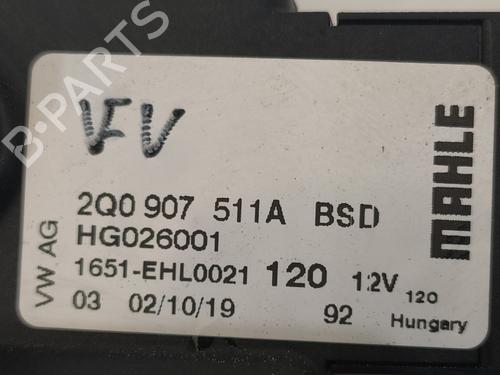 VFV
2Q0 907 511A BSD
HG026001
1651-EHL0021 120 12V 120
03 02/10/19 92 Hungary
VW AG
MAHLE
B-PARTS